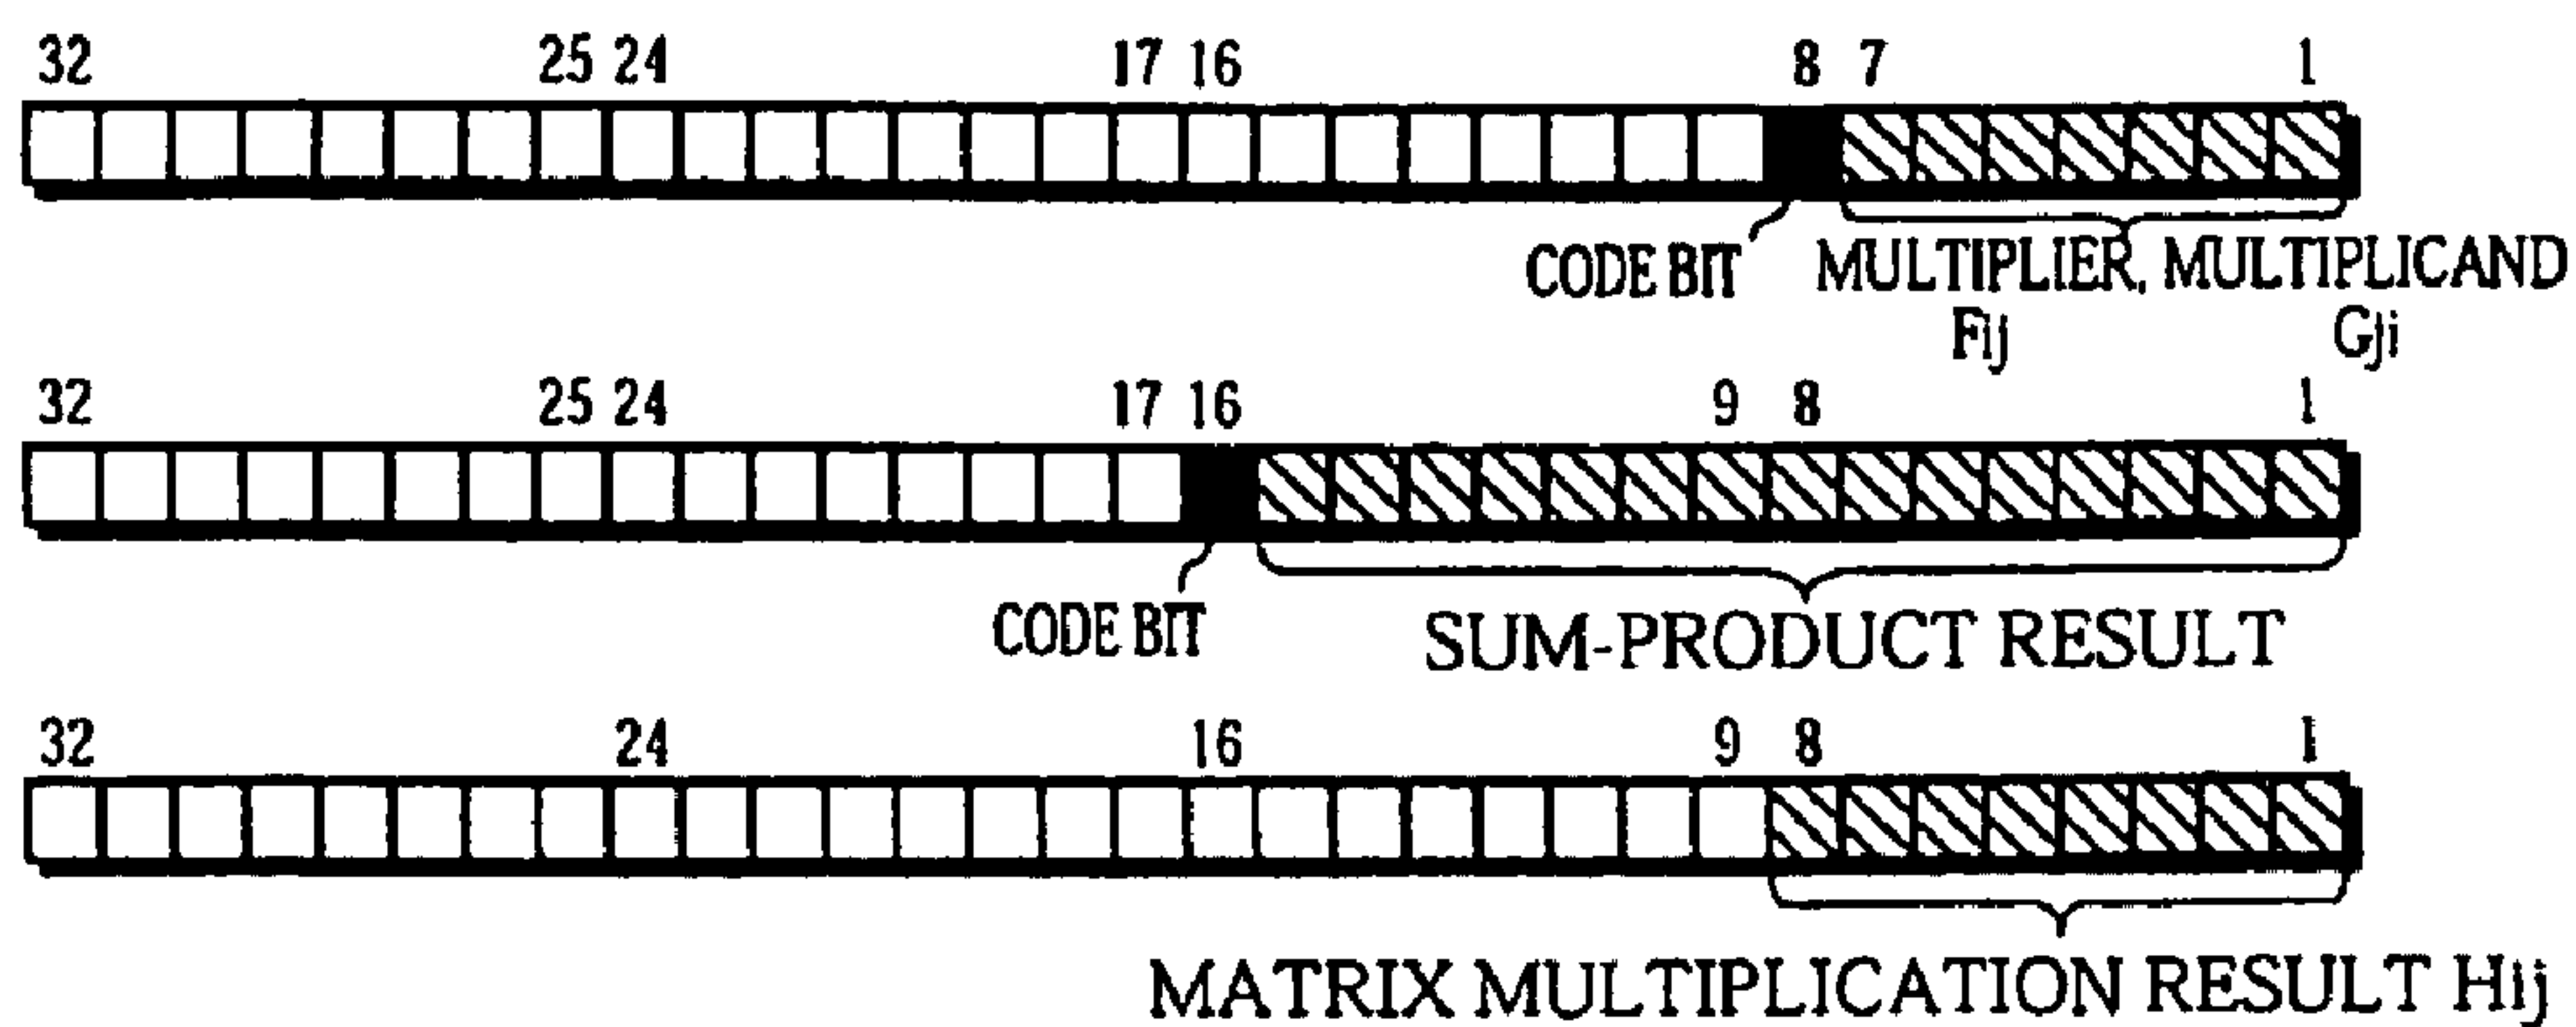 32 25 24 17 16 8 7 1
CODE BIT MULTIPLIER, MULTIPLICAND
Fij Gji
32 25 24 17 16 9 8 1
CODE BIT SUM-PRODUCT RESULT
32 24 16 9 8 1
MATRIX MULTIPLICATION RESULT Hij